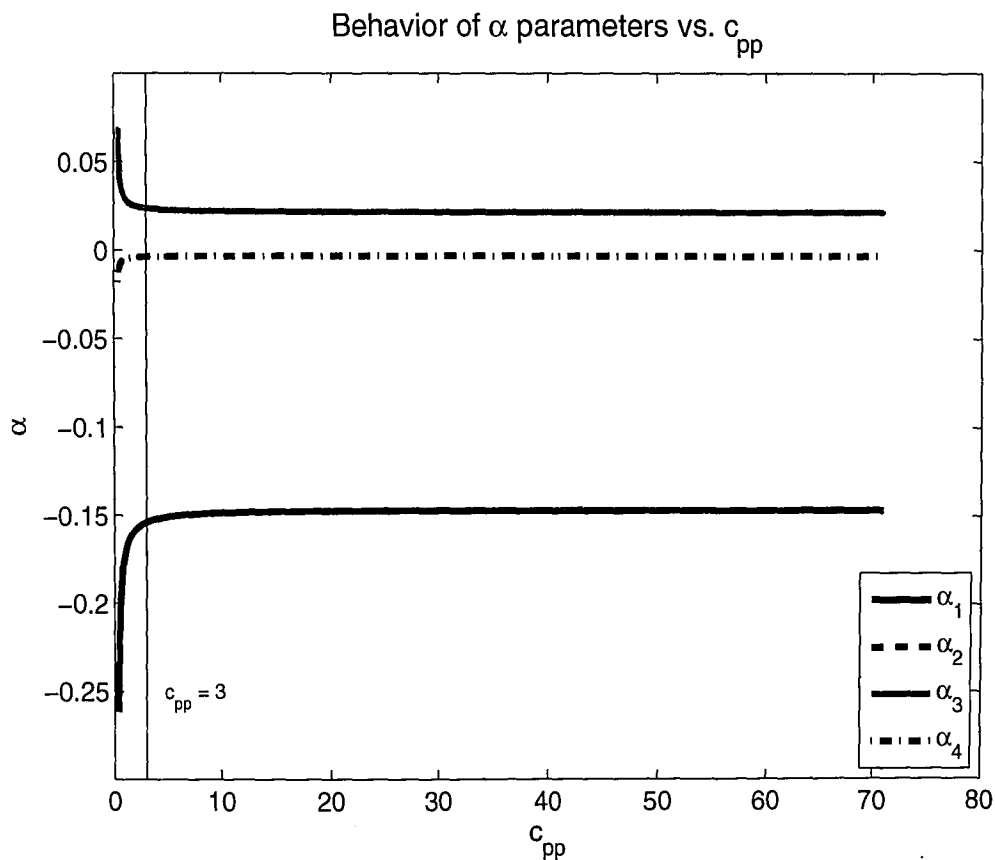 Behavior of α parameters vs. c_pp
0.05
0
−0.05
−0.1
−0.15
−0.2
−0.25
α
c_pp = 3
α_1
α_2
α_3
α_4
0 10 20 30 40 50 60 70 80
c_pp